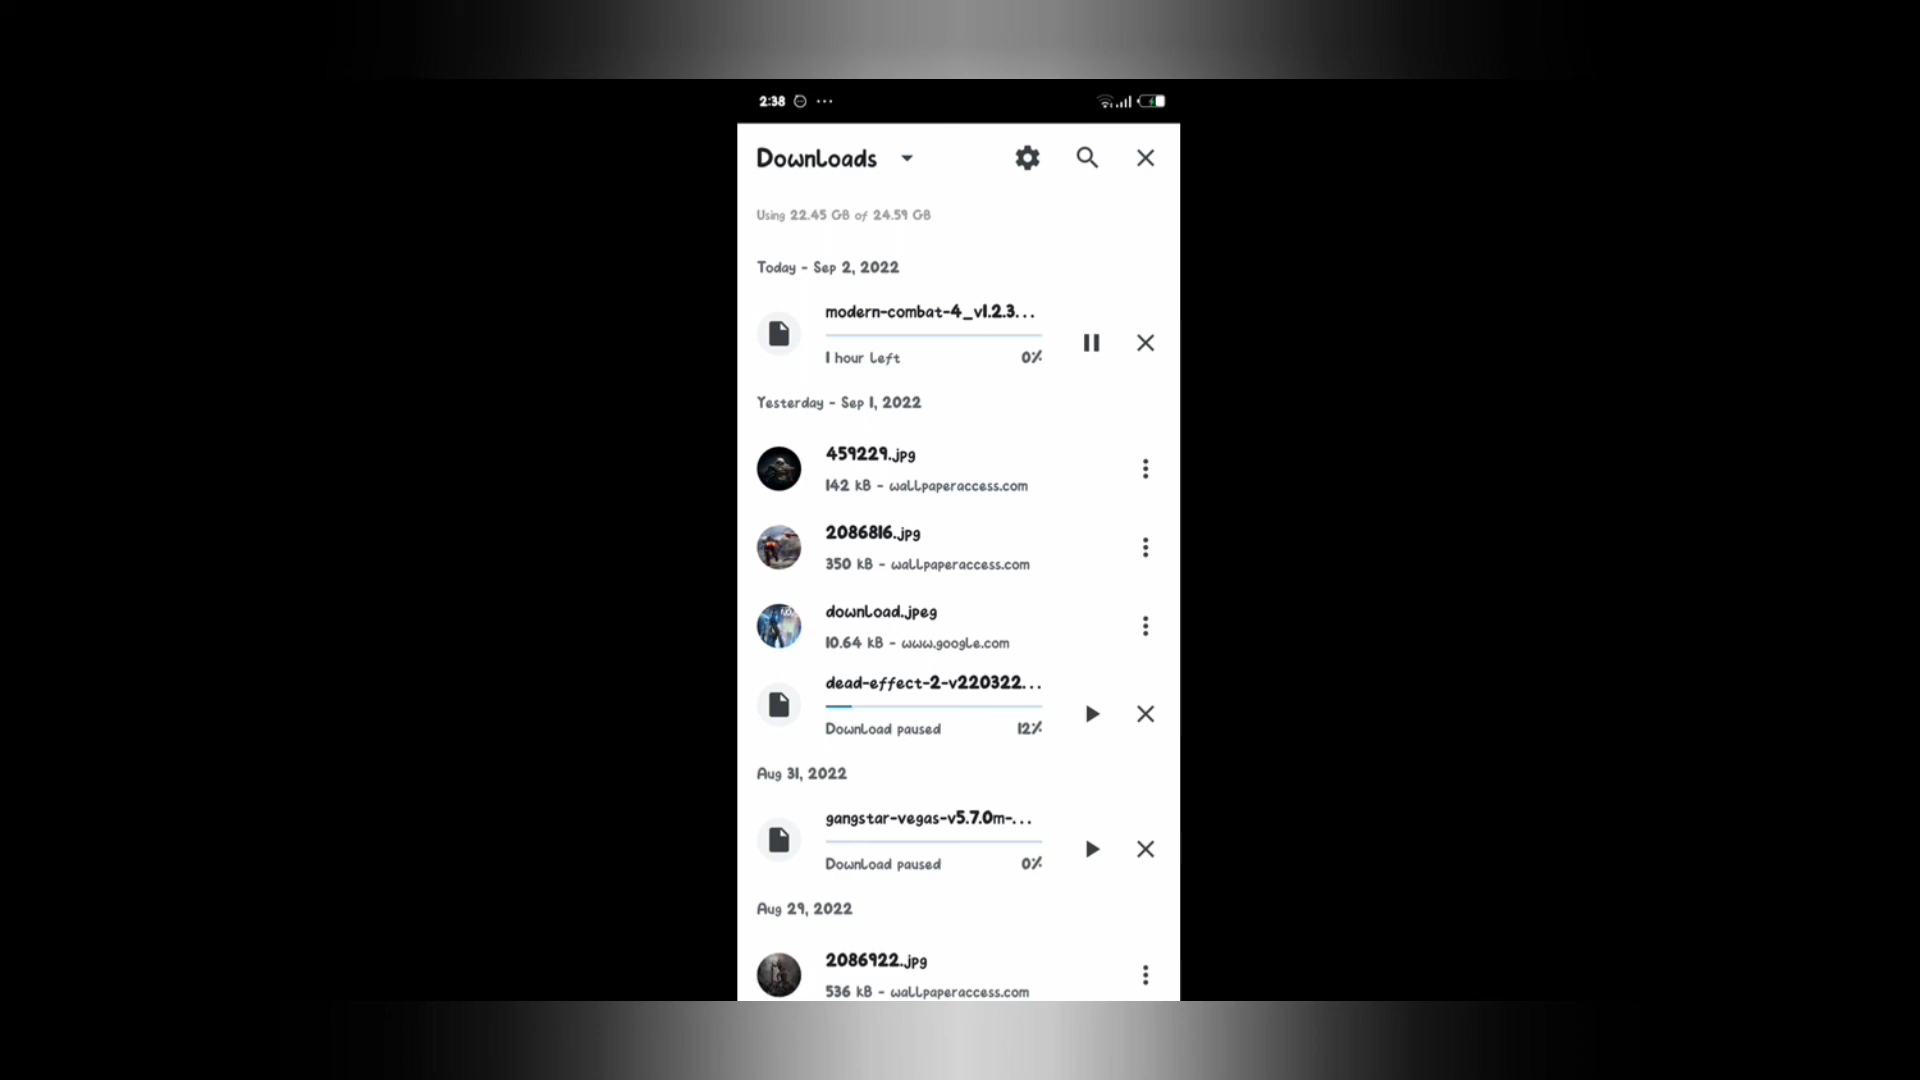 2:38
Downloads
Using 22.45 GB of 24.59 GB
Today - Sep 2, 2022
modern-combat-4_v1.2.3...
1 hour left 0%
Yesterday - Sep 1, 2022
459229.jpg
142 kB - wallpaperaccess.com
2086816.jpg
350 kB - wallpaperaccess.com
download.jpeg
10.64 kB - www.google.com
dead-effect-2-v220322...
Download paused 12%
Aug 31, 2022
gangstar-vegas-v5.7.0m-...
Download paused 0%
Aug 29, 2022
2086922.jpg
536 kB - wallpaperaccess.com